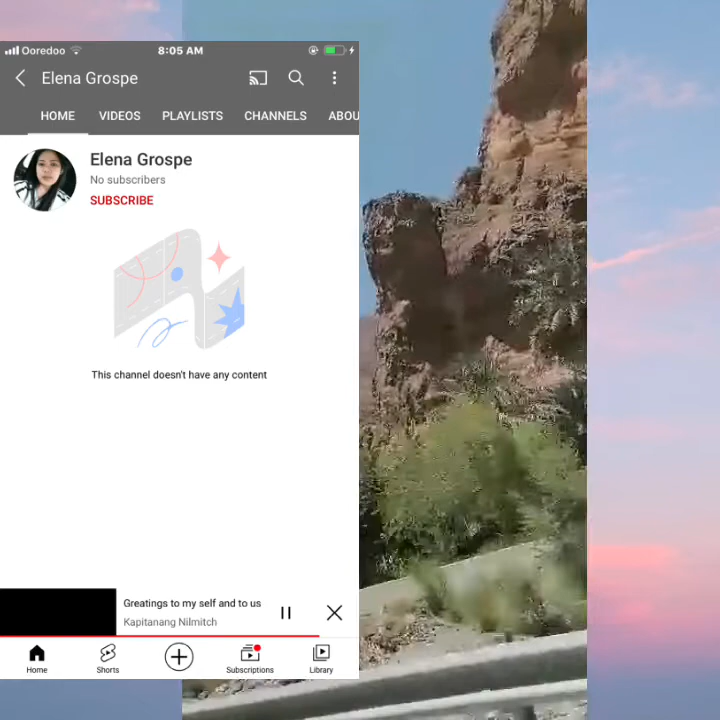 Ooredoo 8:05 AM
Elena Grospe
HOME VIDEOS PLAYLISTS CHANNELS ABOU
Elena Grospe
No subscribers
SUBSCRIBE
This channel doesn't have any content
Greatings to my self and to us
Kapitanang Nilmitch
Home Shorts Subscriptions Library